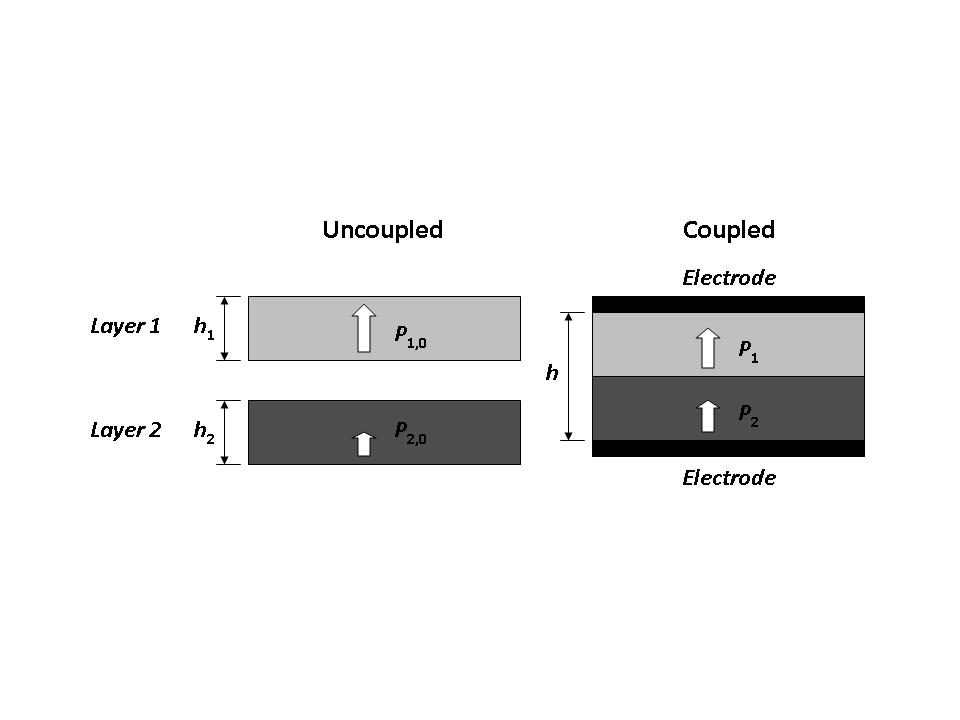 Uncoupled
Coupled
Electrode
Layer 1 h1 p1,0 p1
h
Layer 2 h2 p2,0 p2
Electrode